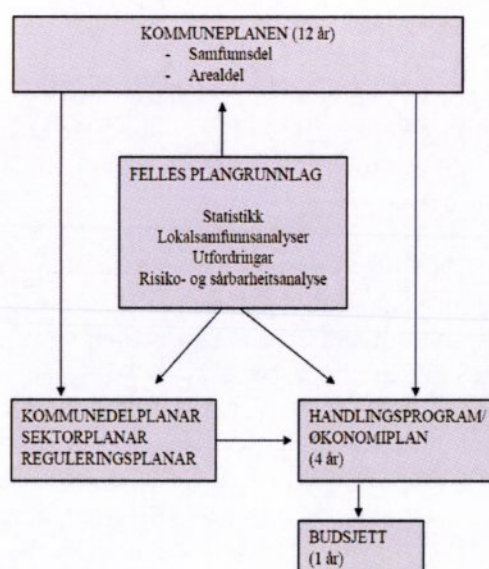 KOMMUNEPLANEN (12 år)
- Samfunnsdel
- Arealdel
FELLES PLANGRUNNLAG
Statistikk
Lokalsamfunnsanalyser
Utfordringar
Risiko- og sårbarheitsanalyse
KOMMUNEDELPLANAR
SEKTORPLANAR
REGULERINGSPLANAR
HANDLINGSPROGRAM/
ØKONOMIPLAN
(4 år)
BUDSJETT
(1 år)